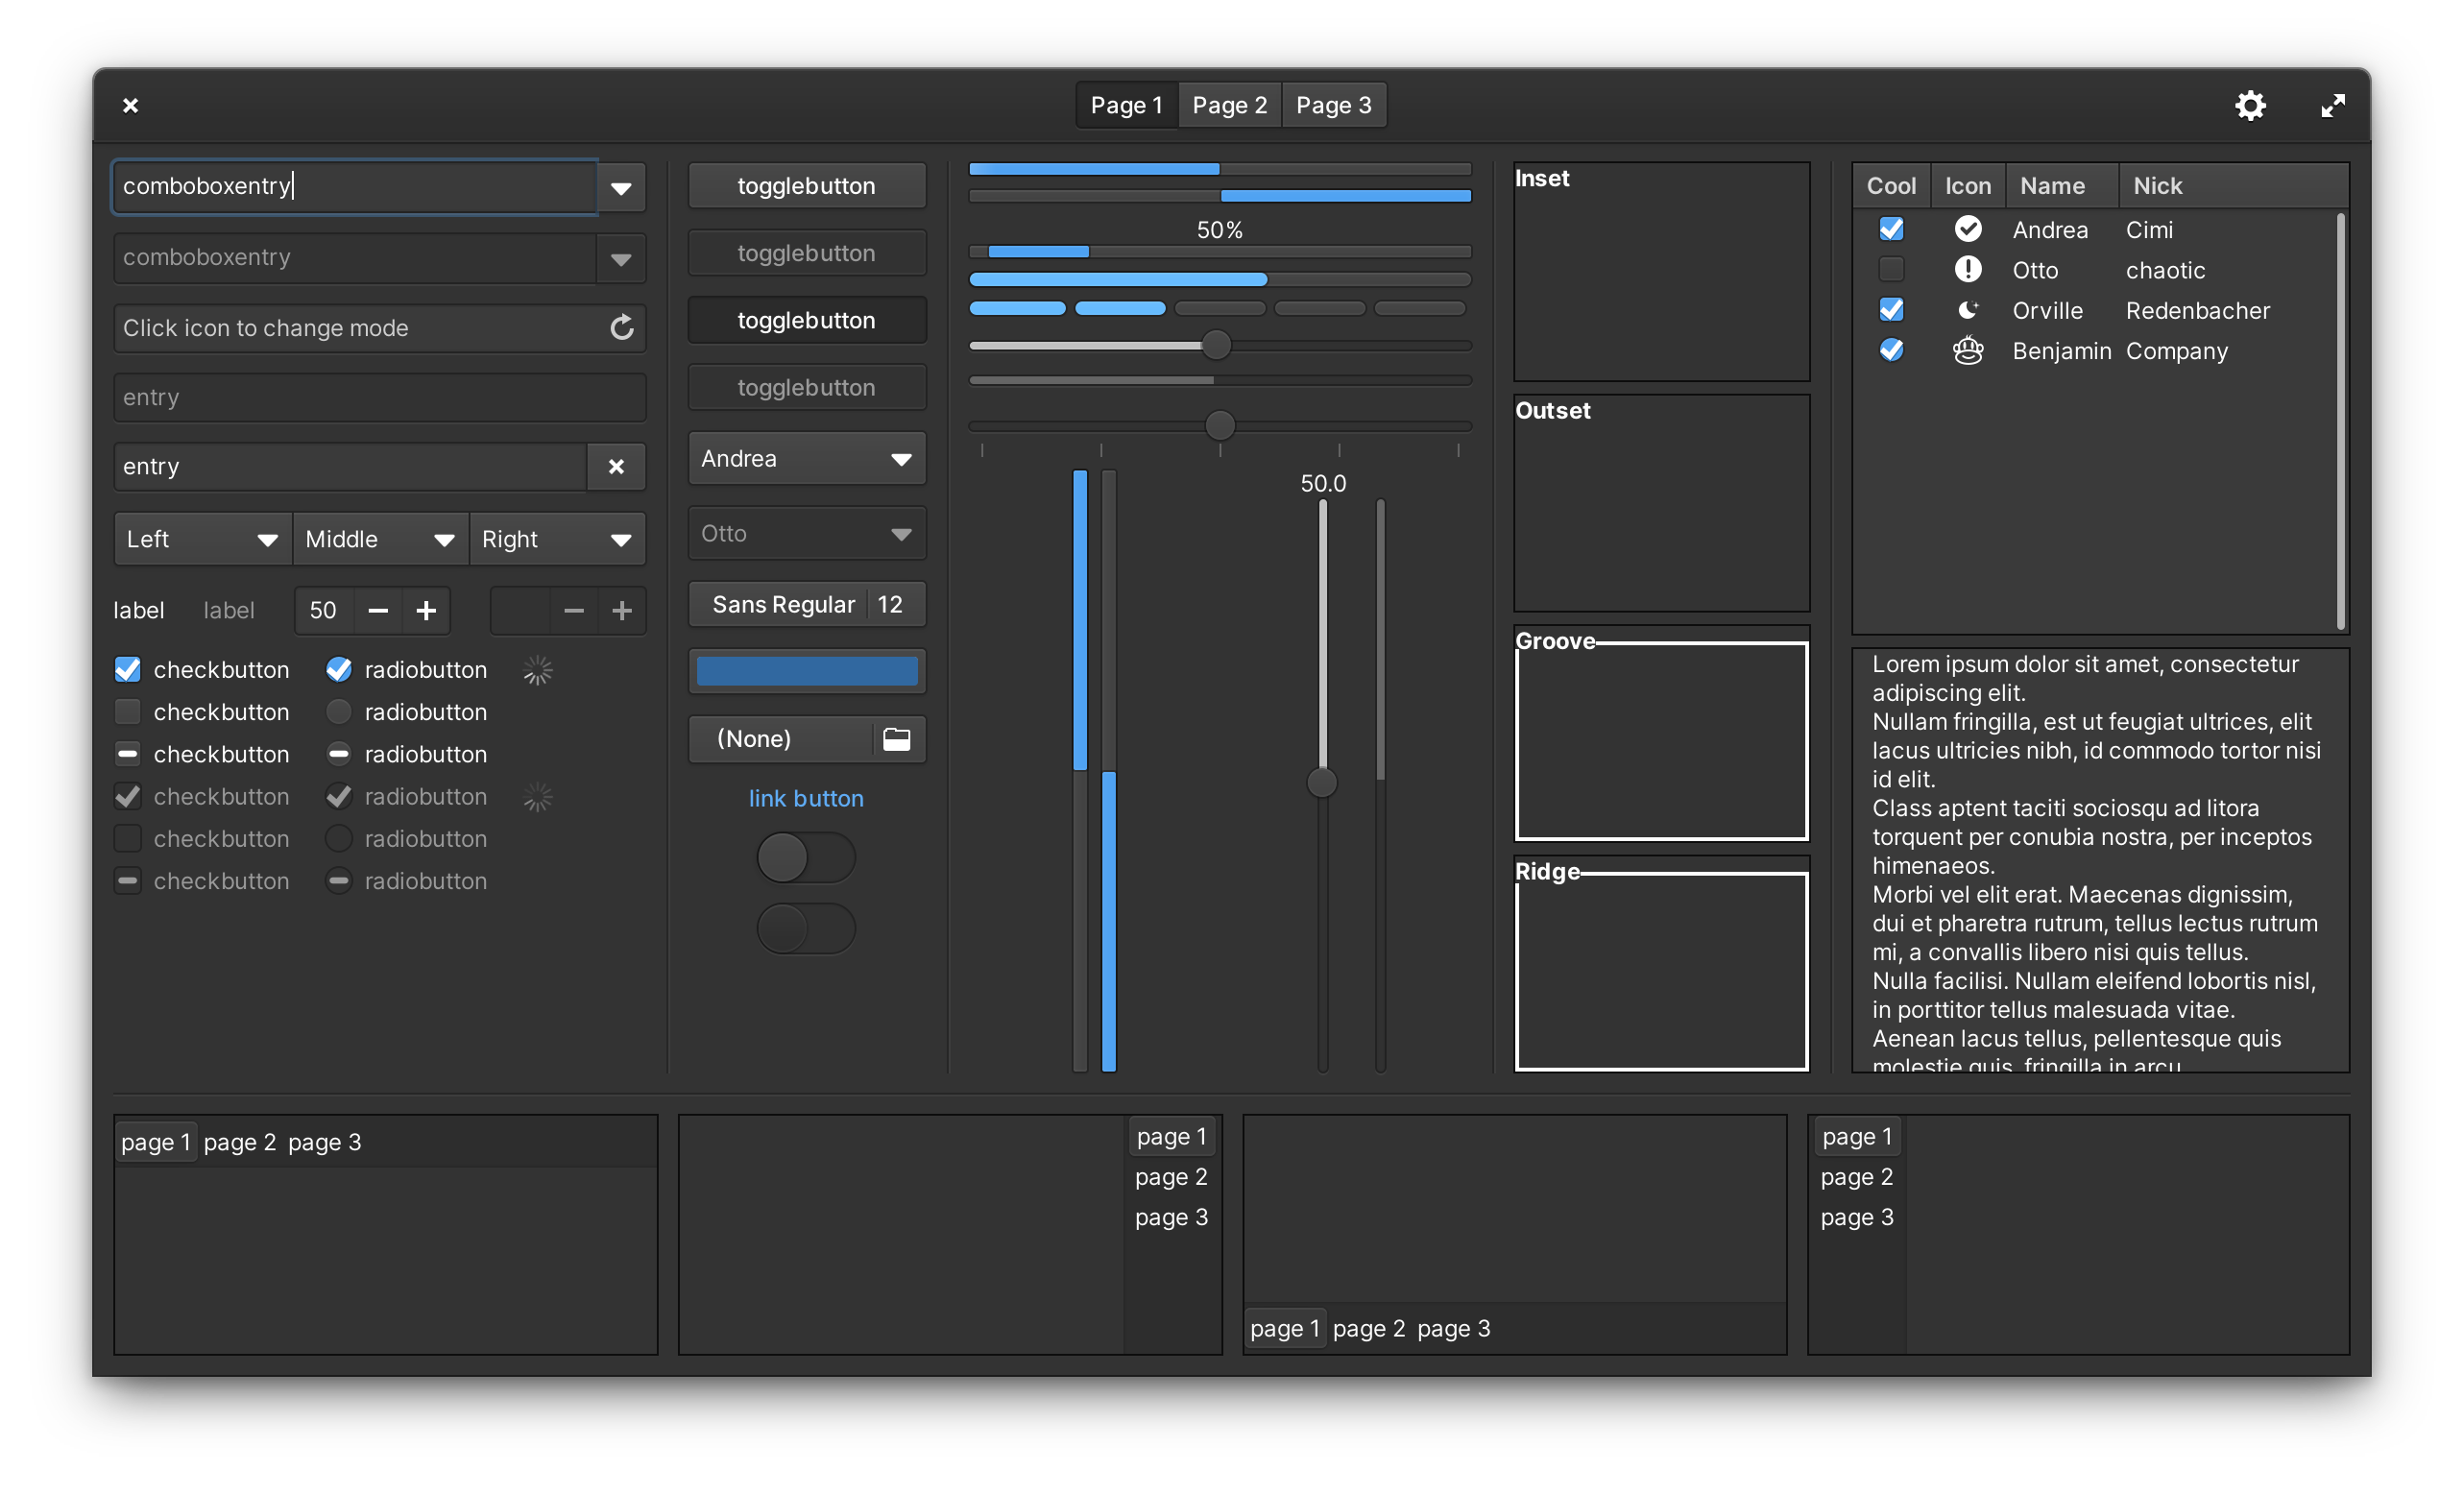 Page 1 Page 2 Page 3
comboboxentry
comboboxentry
Click icon to change mode
entry
entry
Left Middle Right
label label 50
checkbutton radiobutton
checkbutton radiobutton
checkbutton radiobutton
checkbutton radiobutton
checkbutton radiobutton
checkbutton radiobutton
togglebutton
togglebutton
togglebutton
togglebutton
Andrea
Otto
Sans Regular 12
(None)
link button
50%
50.0
Inset
Outset
Groove
Ridge
Cool Icon Name Nick
Andrea Cimi
Otto chaotic
Orville Redenbacher
Benjamin Company
Lorem ipsum dolor sit amet, consectetur
adipiscing elit.
Nullam fringilla, est ut feugiat ultrices, elit
lacus ultricies nibh, id commodo tortor nisi
id elit.
Class aptent taciti sociosqu ad litora
torquent per conubia nostra, per inceptos
himenaeos.
Morbi vel elit erat. Maecenas dignissim,
dui et pharetra rutrum, tellus lectus rutrum
mi, a convallis libero nisi quis tellus.
Nulla facilisi. Nullam eleifend lobortis nisl,
in porttitor tellus malesuada vitae.
Aenean lacus tellus, pellentesque quis
molestie quis, fringilla in arcu.
page 1 page 2 page 3
page 1
page 2
page 3
page 1 page 2 page 3
page 1
page 2
page 3